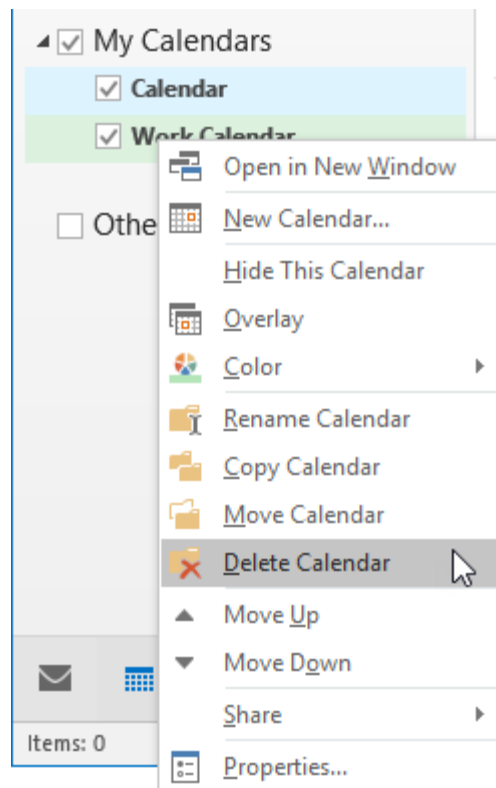 My Calendars
Calendar
Work Calendar
Open in New Window
New Calendar...
Othe
Hide This Calendar
Overlay
Color
Rename Calendar
Copy Calendar
Move Calendar
Delete Calendar
Move Up
Move Down
Share
Items: 0
Properties...